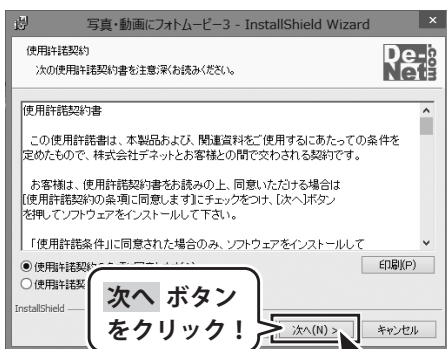 写真・動画にフォトムービー3 - InstallShield Wizard
使用許諾契約
次の使用許諾契約書を注意深くお読みください。
De-Net.com
使用許諾契約書
この使用許諾書は、本製品および、関連資料をご使用するにあたっての条件を
定めたもので、株式会社デネットとお客様との間で交わされる契約です。
お客様は、使用許諾契約書をお読みの上、同意いただける場合は
[使用許諾契約の条項に同意します]にチェックをつけ、[次へ]ボタン
を押してソフトウェアをインストールして下さい。
「使用許諾条件」に同意された場合のみ、ソフトウェアをインストールして
使用許諾契約
印刷(P)
使用許諾契
InstallShield
次へ ボタン
をクリック！
次へ(N) >
キャンセル